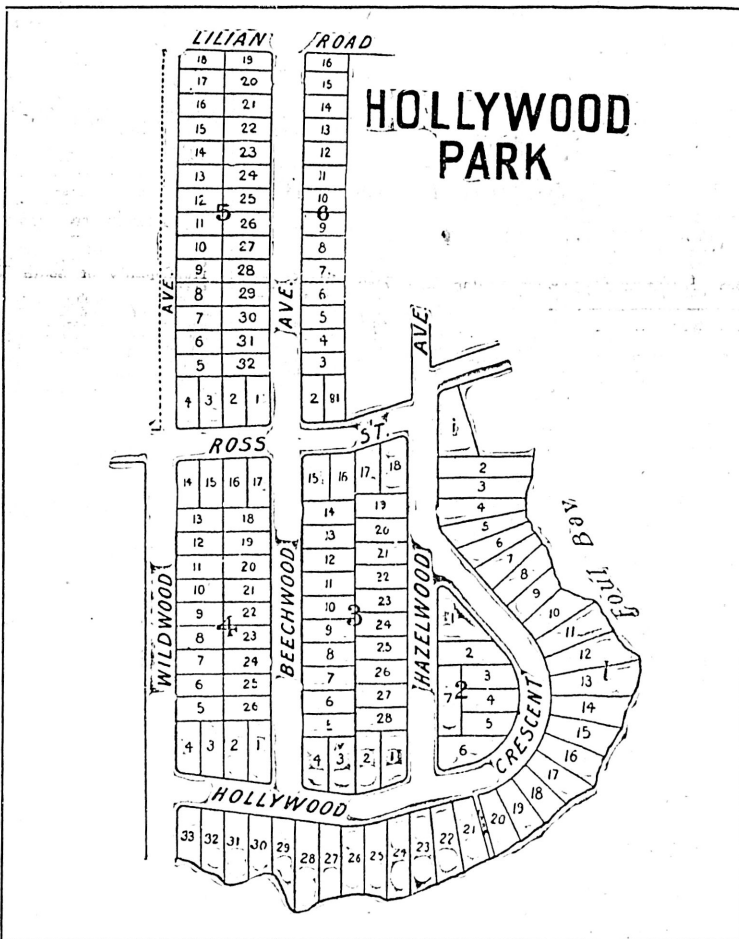 LILIAN ROAD
HOLLYWOOD
PARK
18 19 16
17 20 15
16 21 14
15 22 13
14 23 12
13 24 11
12 25 10
5 6
11 26 9
10 27 8
9 28 7
8 29 6
7 30 5
6 31 4
5 32 3
4 3 2 1 2
AVE.
AVE.
AVE.
ROSS ST.
1
2
3
4
5
6
7
8
9
10
11
12
13
14
15
16
17
18
19
20
21
22
23
24
25
26
27
28
29
30
31
32
33
1
Foul Bay
14 15 16 17
13 18
12 19
11 20
10 21
9 22
4
8 23
7 24
6 25
5 26
4 3 2 1
15 16 17 18
14 19
13 20
12 21
11 22
10 23
3
9 24
8 25
7 26
6 27
5 28
4 3 2 1
2
3
2
7 4
5
6
WILDWOOD
BEECHWOOD
HAZELWOOD
CRESCENT
HOLLYWOOD